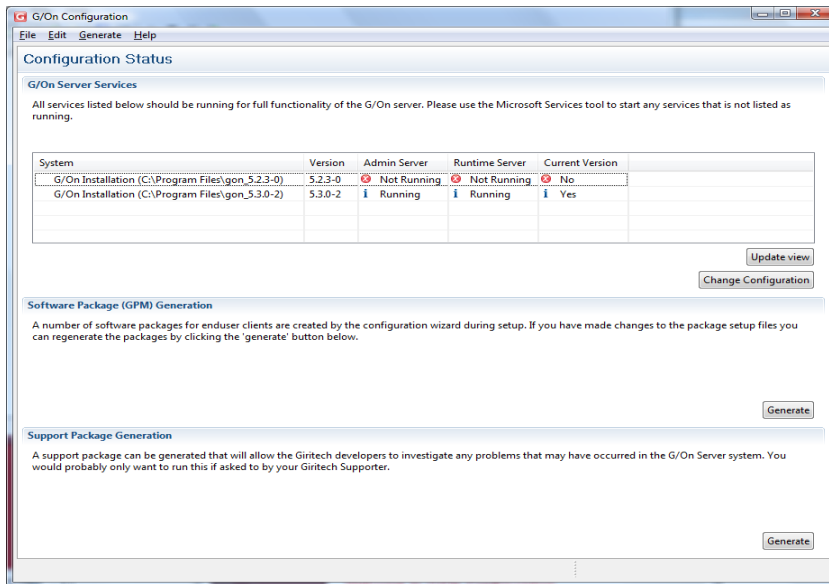 G/On Configuration
File Edit Generate Help
Configuration Status
G/On Server Services
All services listed below should be running for full functionality of the G/On server. Please use the Microsoft Services tool to start any services that is not listed as
running.
System Version Admin Server Runtime Server Current Version
G/On Installation (C:\Program Files\gon_5.2.3-0) 5.2.3-0 Not Running Not Running No
G/On Installation (C:\Program Files\gon_5.3.0-2) 5.3.0-2 Running Running Yes
Update view
Change Configuration
Software Package (GPM) Generation
A number of software packages for enduser clients are created by the configuration wizard during setup. If you have made changes to the package setup files you
can regenerate the packages by clicking the 'generate' button below.
Generate
Support Package Generation
A support package can be generated that will allow the Giritech developers to investigate any problems that may have occurred in the G/On Server system. You
would probably only want to run this if asked to by your Giritech Supporter.
Generate